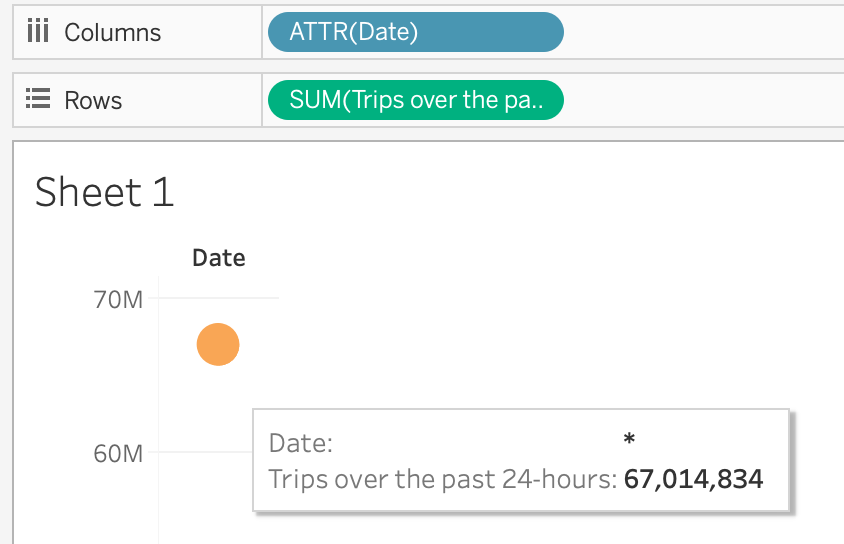 Columns
ATTR(Date)
Rows
SUM(Trips over the pa..
Sheet 1
Date
70M
60M
Date: *
Trips over the past 24-hours: 67,014,834